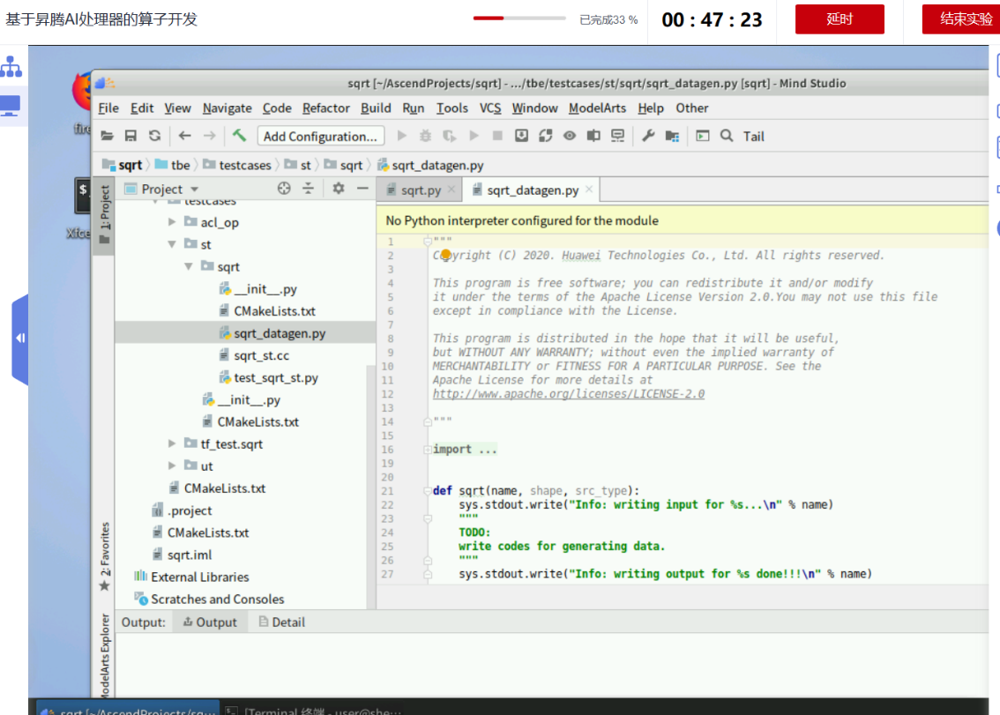 基于昇腾AI处理器的算子开发
已完成33 %
00 : 47 : 23
延时
结束实验
sqrt [~/AscendProjects/sqrt] - .../tbe/testcases/st/sqrt/sqrt_datagen.py [sqrt] - Mind Studio
File Edit View Navigate Code Refactor Build Run Tools VCS Window ModelArts Help Other
Add Configuration... Tail
sqrt tbe testcases st sqrt sqrt_datagen.py
1: Project
Project
testcases
acl_op
st
sqrt
__init__.py
CMakeLists.txt
sqrt_datagen.py
sqrt_st.cc
test_sqrt_st.py
__init__.py
CMakeLists.txt
tf_test.sqrt
ut
CMakeLists.txt
.project
CMakeLists.txt
sqrt.iml
External Libraries
Scratches and Consoles
2: Favorites
ModelArts Explorer
sqrt.py
sqrt_datagen.py
No Python interpreter configured for the module
1 """
2 Copyright (C) 2020. Huawei Technologies Co., Ltd. All rights reserved.
3
4 This program is free software; you can redistribute it and/or modify
5 it under the terms of the Apache License Version 2.0.You may not use this file
6 except in compliance with the License.
7
8 This program is distributed in the hope that it will be useful,
9 but WITHOUT ANY WARRANTY; without even the implied warranty of
10 MERCHANTABILITY or FITNESS FOR A PARTICULAR PURPOSE. See the
11 Apache License for more details at
12 http://www.apache.org/licenses/LICENSE-2.0
13
14 """
15
16 import ...
19
20
21 def sqrt(name, shape, src_type):
22 sys.stdout.write("Info: writing input for %s...\n" % name)
23 """
24 TODO:
25 write codes for generating data.
26 """
27 sys.stdout.write("Info: writing output for %s done!!!\n" % name)
Output: Output Detail
fire
$
Xfce
sqrt [~/AscendProjects/sq...
[Terminal 终端 - user@she...